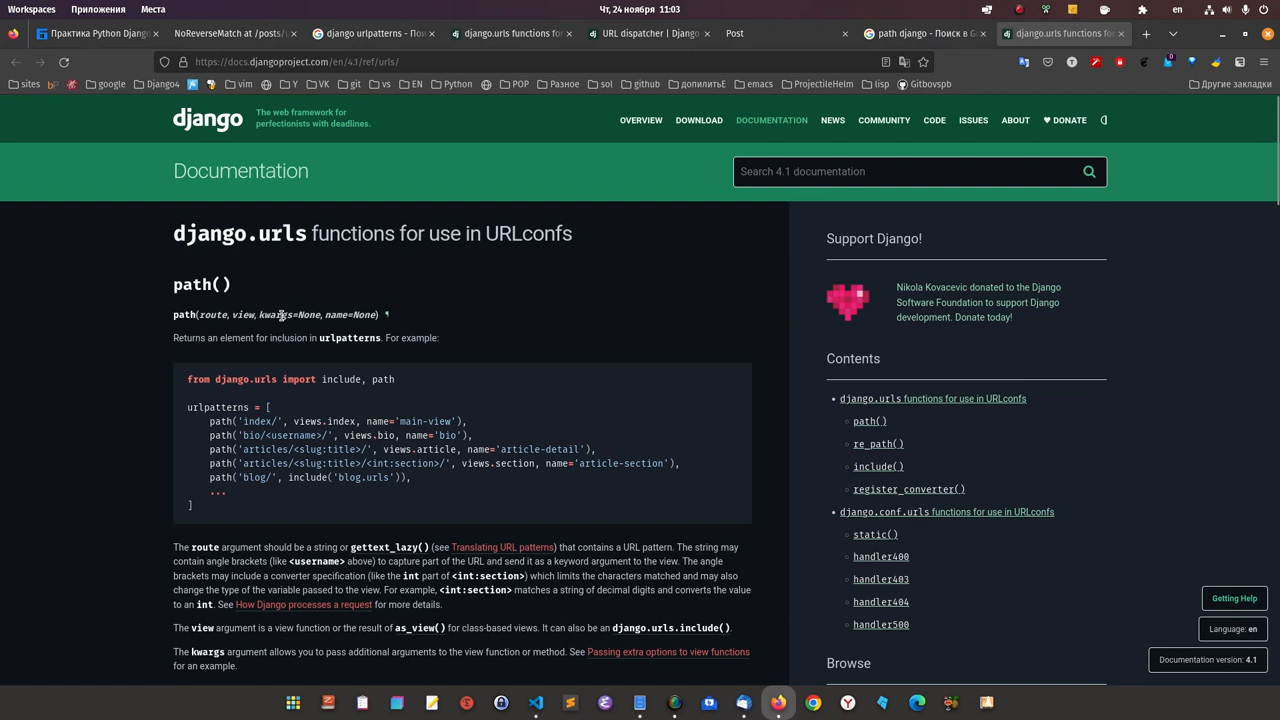 Workspaces Приложения Места Чт, 24 ноября 11:03 en
Практика Python Djang NoReverseMatch at /posts/ django urlpatterns - По django.urls functions for URL dispatcher | Django Post path django - Поиск в G django.urls functions fo
https://docs.djangoproject.com/en/4.1/ref/urls/
sites google Django4 vim Y VK git vs EN Python POP Разное sol github допилитьЕ emacs ProjectileHelm lisp Gitbovspb Другие закладки
django The web framework for perfectionists with deadlines.
OVERVIEW DOWNLOAD DOCUMENTATION NEWS COMMUNITY CODE ISSUES ABOUT ♥ DONATE
Documentation
Search 4.1 documentation
django.urls functions for use in URLconfs
path()
path(route, view, kwargs=None, name=None) ¶
Returns an element for inclusion in urlpatterns. For example:
from django.urls import include, path
urlpatterns = [
path('index/', views.index, name='main-view'),
path('bio/<username>/', views.bio, name='bio'),
path('articles/<slug:title>/', views.article, name='article-detail'),
path('articles/<slug:title>/<int:section>/', views.section, name='article-section'),
path('blog/', include('blog.urls')),
...
]
The route argument should be a string or gettext_lazy() (see Translating URL patterns) that contains a URL pattern. The string may
contain angle brackets (like <username> above) to capture part of the URL and send it as a keyword argument to the view. The angle
brackets may include a converter specification (like the int part of <int:section>) which limits the characters matched and may also
change the type of the variable passed to the view. For example, <int:section> matches a string of decimal digits and converts the value
to an int. See How Django processes a request for more details.
The view argument is a view function or the result of as_view() for class-based views. It can also be an django.urls.include().
The kwargs argument allows you to pass additional arguments to the view function or method. See Passing extra options to view functions
for an example.
Support Django!
Nikola Kovacevic donated to the Django
Software Foundation to support Django
development. Donate today!
Contents
django.urls functions for use in URLconfs
path()
re_path()
include()
register_converter()
django.conf.urls functions for use in URLconfs
static()
handler400
handler403
handler404
handler500
Browse
Getting Help
Language: en
Documentation version: 4.1